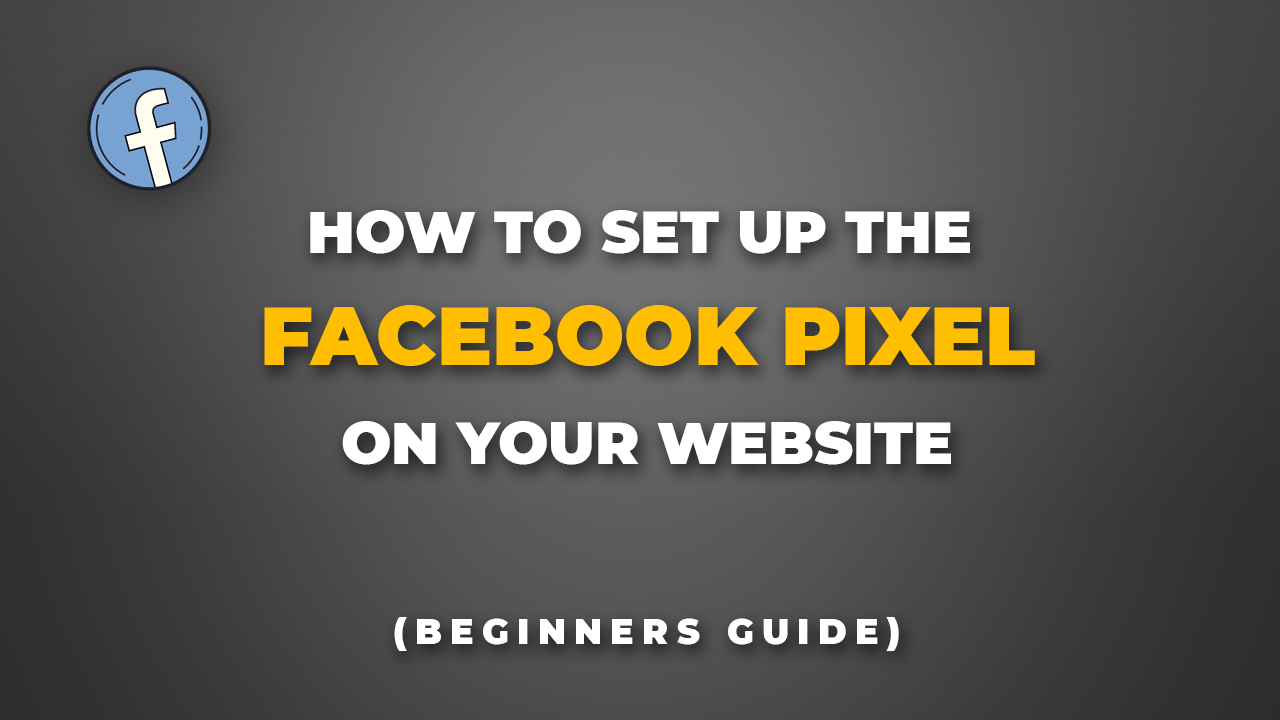 HOW TO SET UP THE
FACEBOOK PIXEL
ON YOUR WEBSITE
(BEGINNERS GUIDE)